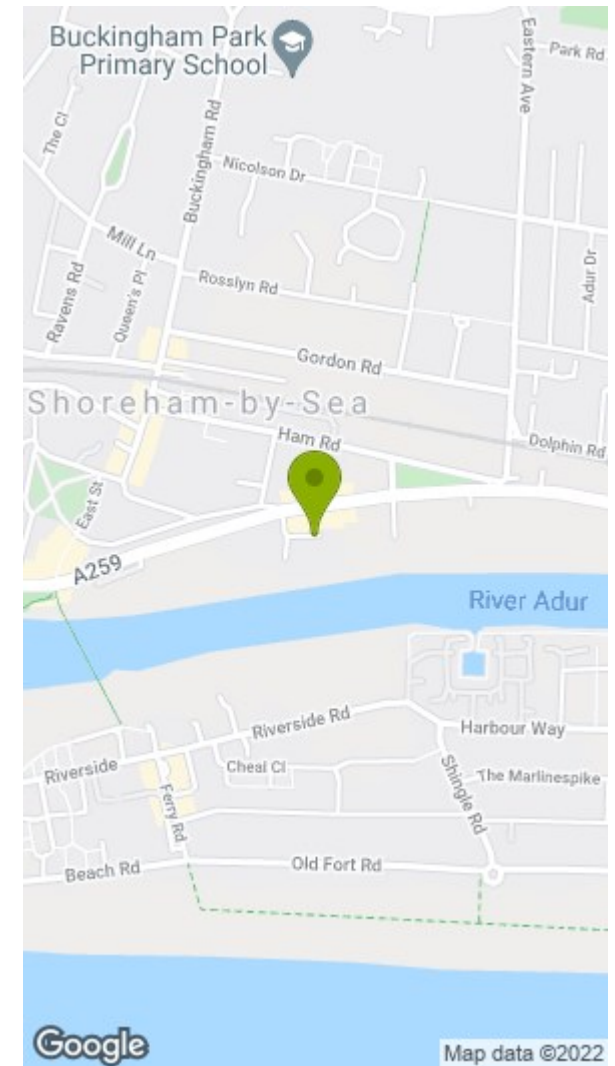 Buckingham Park
Primary School
Park Rd
Eastern Ave
The Cl
Buckingham Rd
Nicolson Dr
Mill Ln
Ravens Rd
Queen's Pl
Rosslyn Rd
Adur Dr
Gordon Rd
Shoreham-by-Sea
Ham Rd
Dolphin Rd
East St
A259
River Adur
Riverside Rd
Harbour Way
Riverside
Cheal Cl
Shingle Rd
The Marlinespike
Ferry Rd
Beach Rd
Old Fort Rd
Google
Map data ©2022